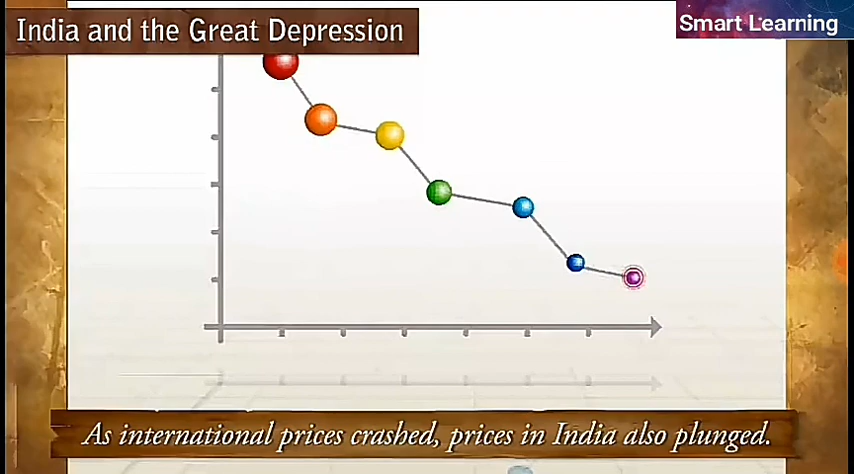 India and the Great Depression
Smart Learning
As international prices crashed, prices in India also plunged.